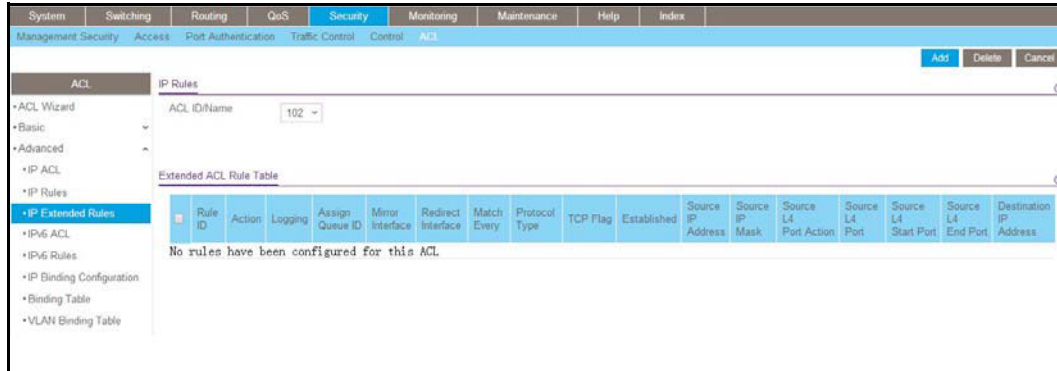 System Switching Routing QoS Security Monitoring Maintenance Help Index
Management Security Access Port Authentication Traffic Control Control ACL
Add Delete Cancel
ACL
• ACL Wizard
• Basic
• Advanced
• IP ACL
• IP Rules
• IP Extended Rules
• IPv6 ACL
• IPv6 Rules
• IP Binding Configuration
• Binding Table
• VLAN Binding Table
IP Rules
ACL ID/Name 102
Extended ACL Rule Table
Rule ID Action Logging Assign Queue ID Mirror Interface Redirect Interface Match Every Protocol Type TCP Flag Established Source IP Address Source IP Mask Source L4 Port Action Source L4 Port Source L4 Start Port Source L4 End Port Destination IP Address
No rules have been configured for this ACL